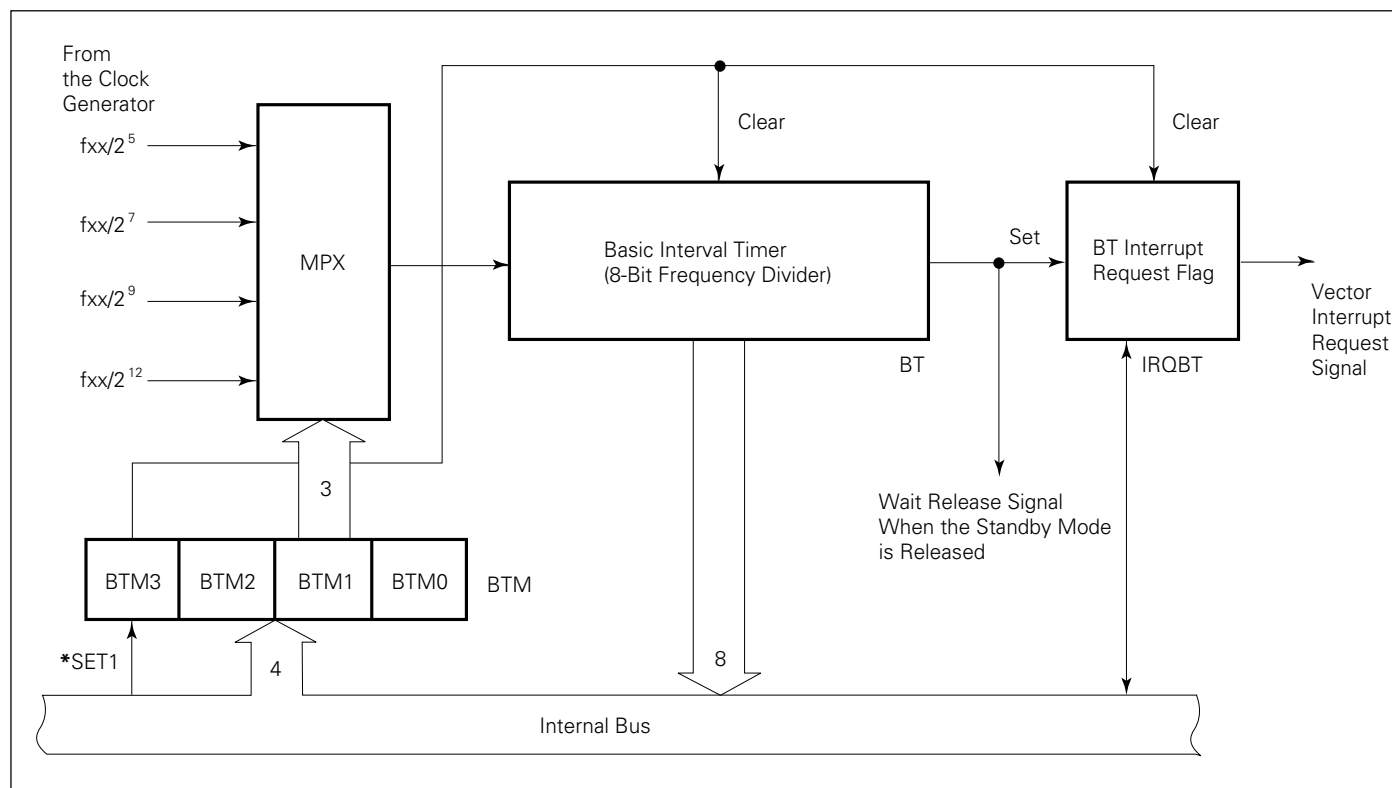 From
the Clock
Generator
fxx/2⁵
fxx/2⁷
fxx/2⁹
fxx/2¹²
MPX
Clear
Clear
Basic Interval Timer
(8-Bit Frequency Divider)
BT
Set
BT Interrupt
Request Flag
IRQBT
Vector
Interrupt
Request
Signal
3
Wait Release Signal
When the Standby Mode
is Released
BTM3
BTM2
BTM1
BTM0
BTM
*SET1
4
8
Internal Bus